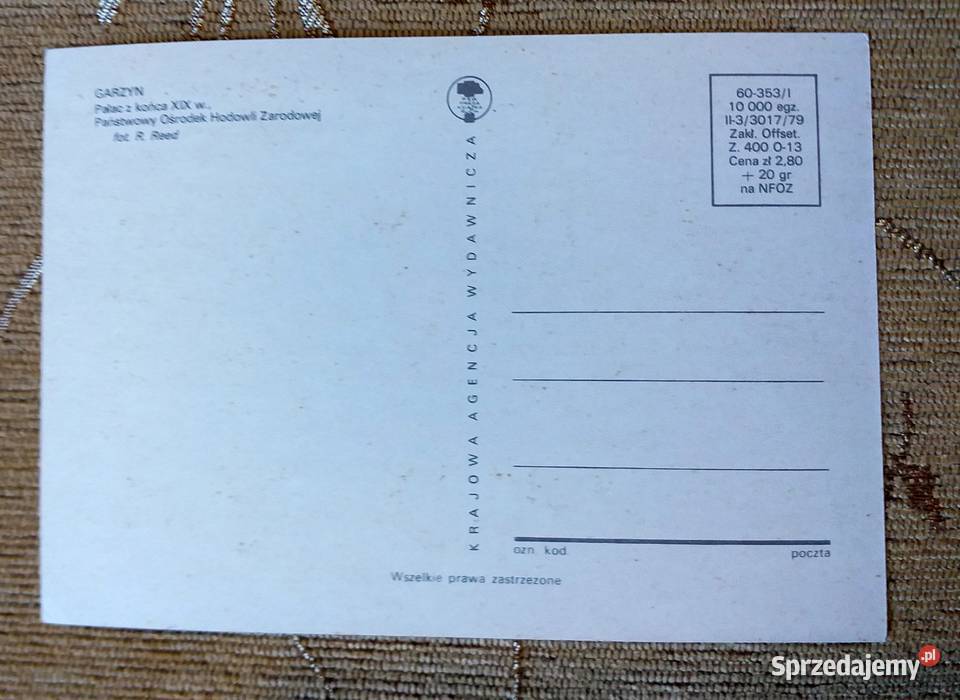 GARZYN
Pałac z końca XIX w.,
Państwowy Ośrodek Hodowli Zarodowej
fot. R. Reed
KRAJOWA AGENCJA WYDAWNICZA
60-353/I
10 000 egz.
II-3/3017/79
Zakł. Offset.
Z. 400 O-13
Cena zł 2,80
+ 20 gr
na NFOZ
ozn. kod.
poczta
Wszelkie prawa zastrzezone
Sprzedajemy.pl